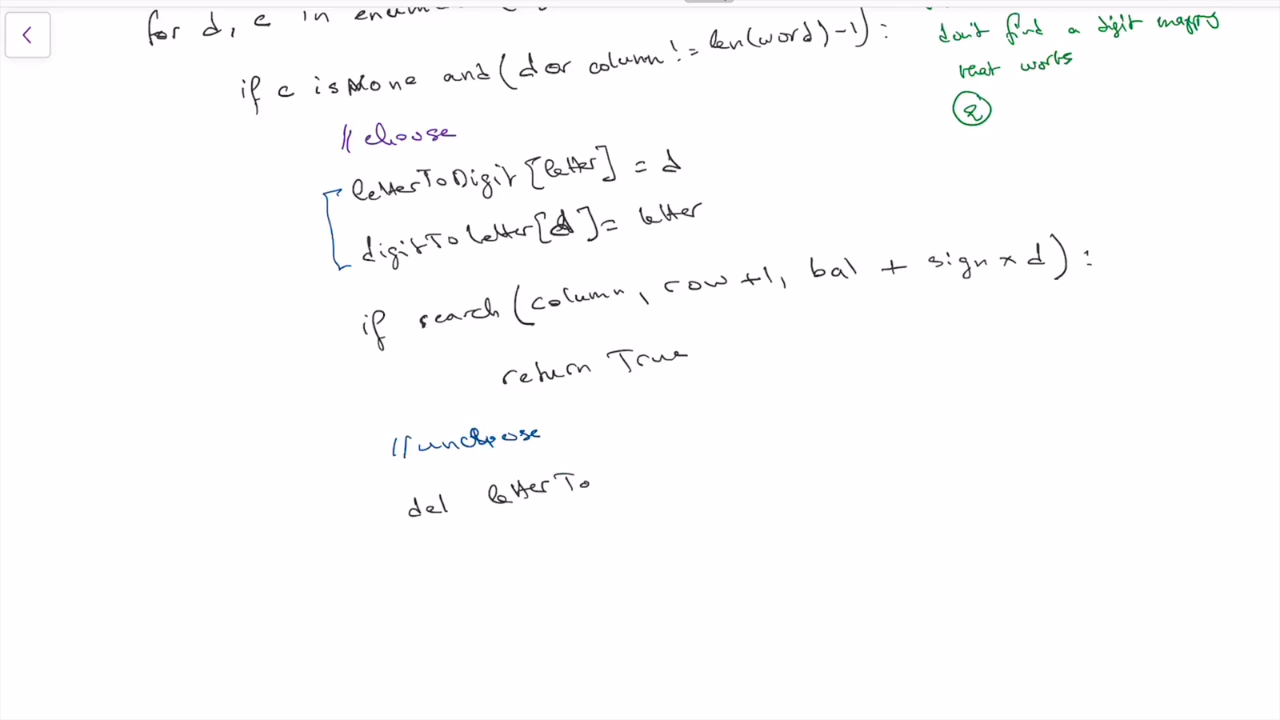 for d, c in enum
don't find a digit mapping
if c is None and (d or column != len(word) - 1) :
that works
2
// choose
letterToDigit [letter] = d
digitToLetter [d] = letter
if search (column, row +1, bal + sign × d) :
return True
// unchoose
del letterTo